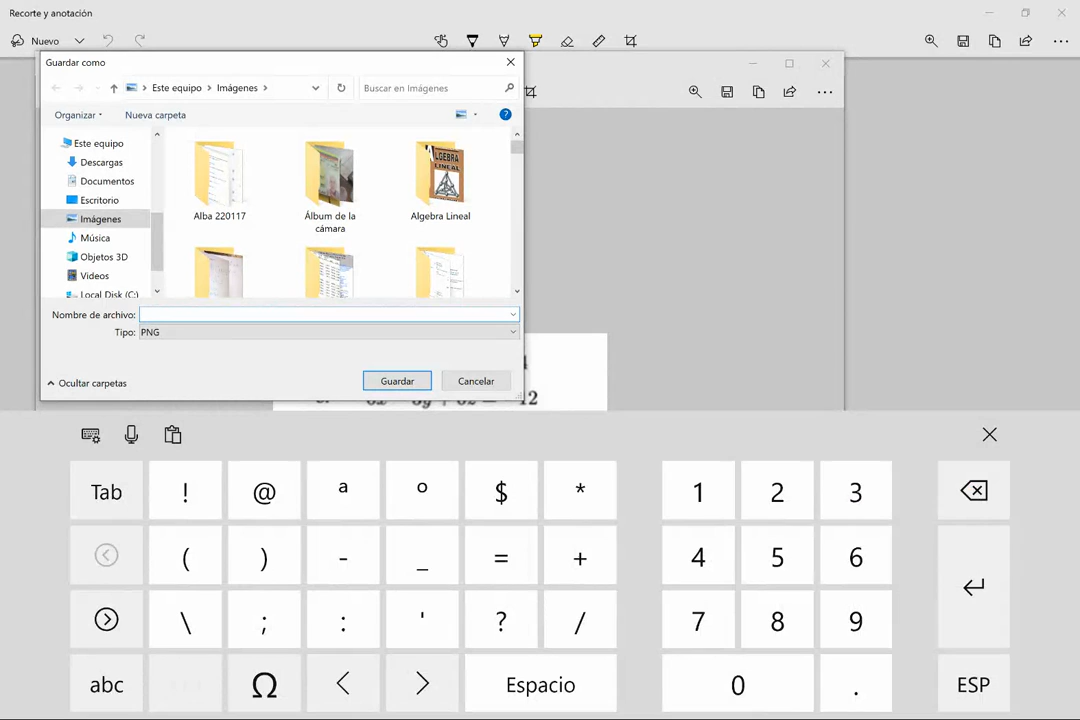 Recorte y anotación
Nuevo
Guardar como
Este equipo
Imágenes
Buscar en Imágenes
Organizar
Nueva carpeta
?
Este equipo
Descargas
Documentos
Escritorio
Imágenes
Música
Objetos 3D
Vídeos
Local Disk (C:)
ALGEBRA
LINEAL
Alba 220117
Álbum de la
cámara
Algebra Lineal
Nombre de archivo:
Tipo: PNG
Ocultar carpetas
Guardar
Cancelar
12
Tab ! @ ª º $ * 1 2 3
( ) - _ = + 4 5 6
\ ; : ' ? / 7 8 9
abc Ω < > Espacio 0 . ESP